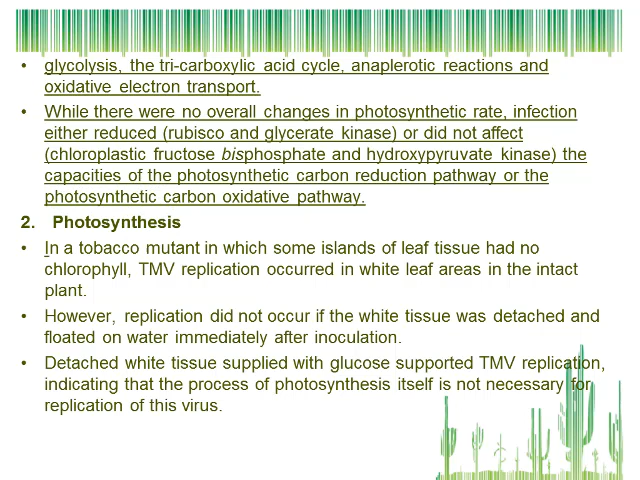 • glycolysis, the tri-carboxylic acid cycle, anaplerotic reactions and
oxidative electron transport.
• While there were no overall changes in photosynthetic rate, infection
either reduced (rubisco and glycerate kinase) or did not affect
(chloroplastic fructose bisphosphate and hydroxypyruvate kinase) the
capacities of the photosynthetic carbon reduction pathway or the
photosynthetic carbon oxidative pathway.
2. Photosynthesis
• In a tobacco mutant in which some islands of leaf tissue had no
chlorophyll, TMV replication occurred in white leaf areas in the intact
plant.
• However, replication did not occur if the white tissue was detached and
floated on water immediately after inoculation.
• Detached white tissue supplied with glucose supported TMV replication,
indicating that the process of photosynthesis itself is not necessary for
replication of this virus.